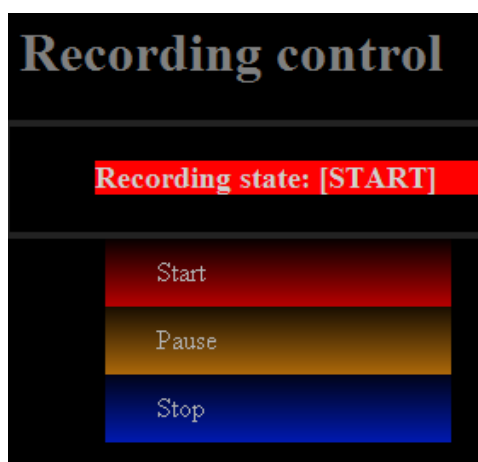 Recording control
Recording state: [START]
Start
Pause
Stop